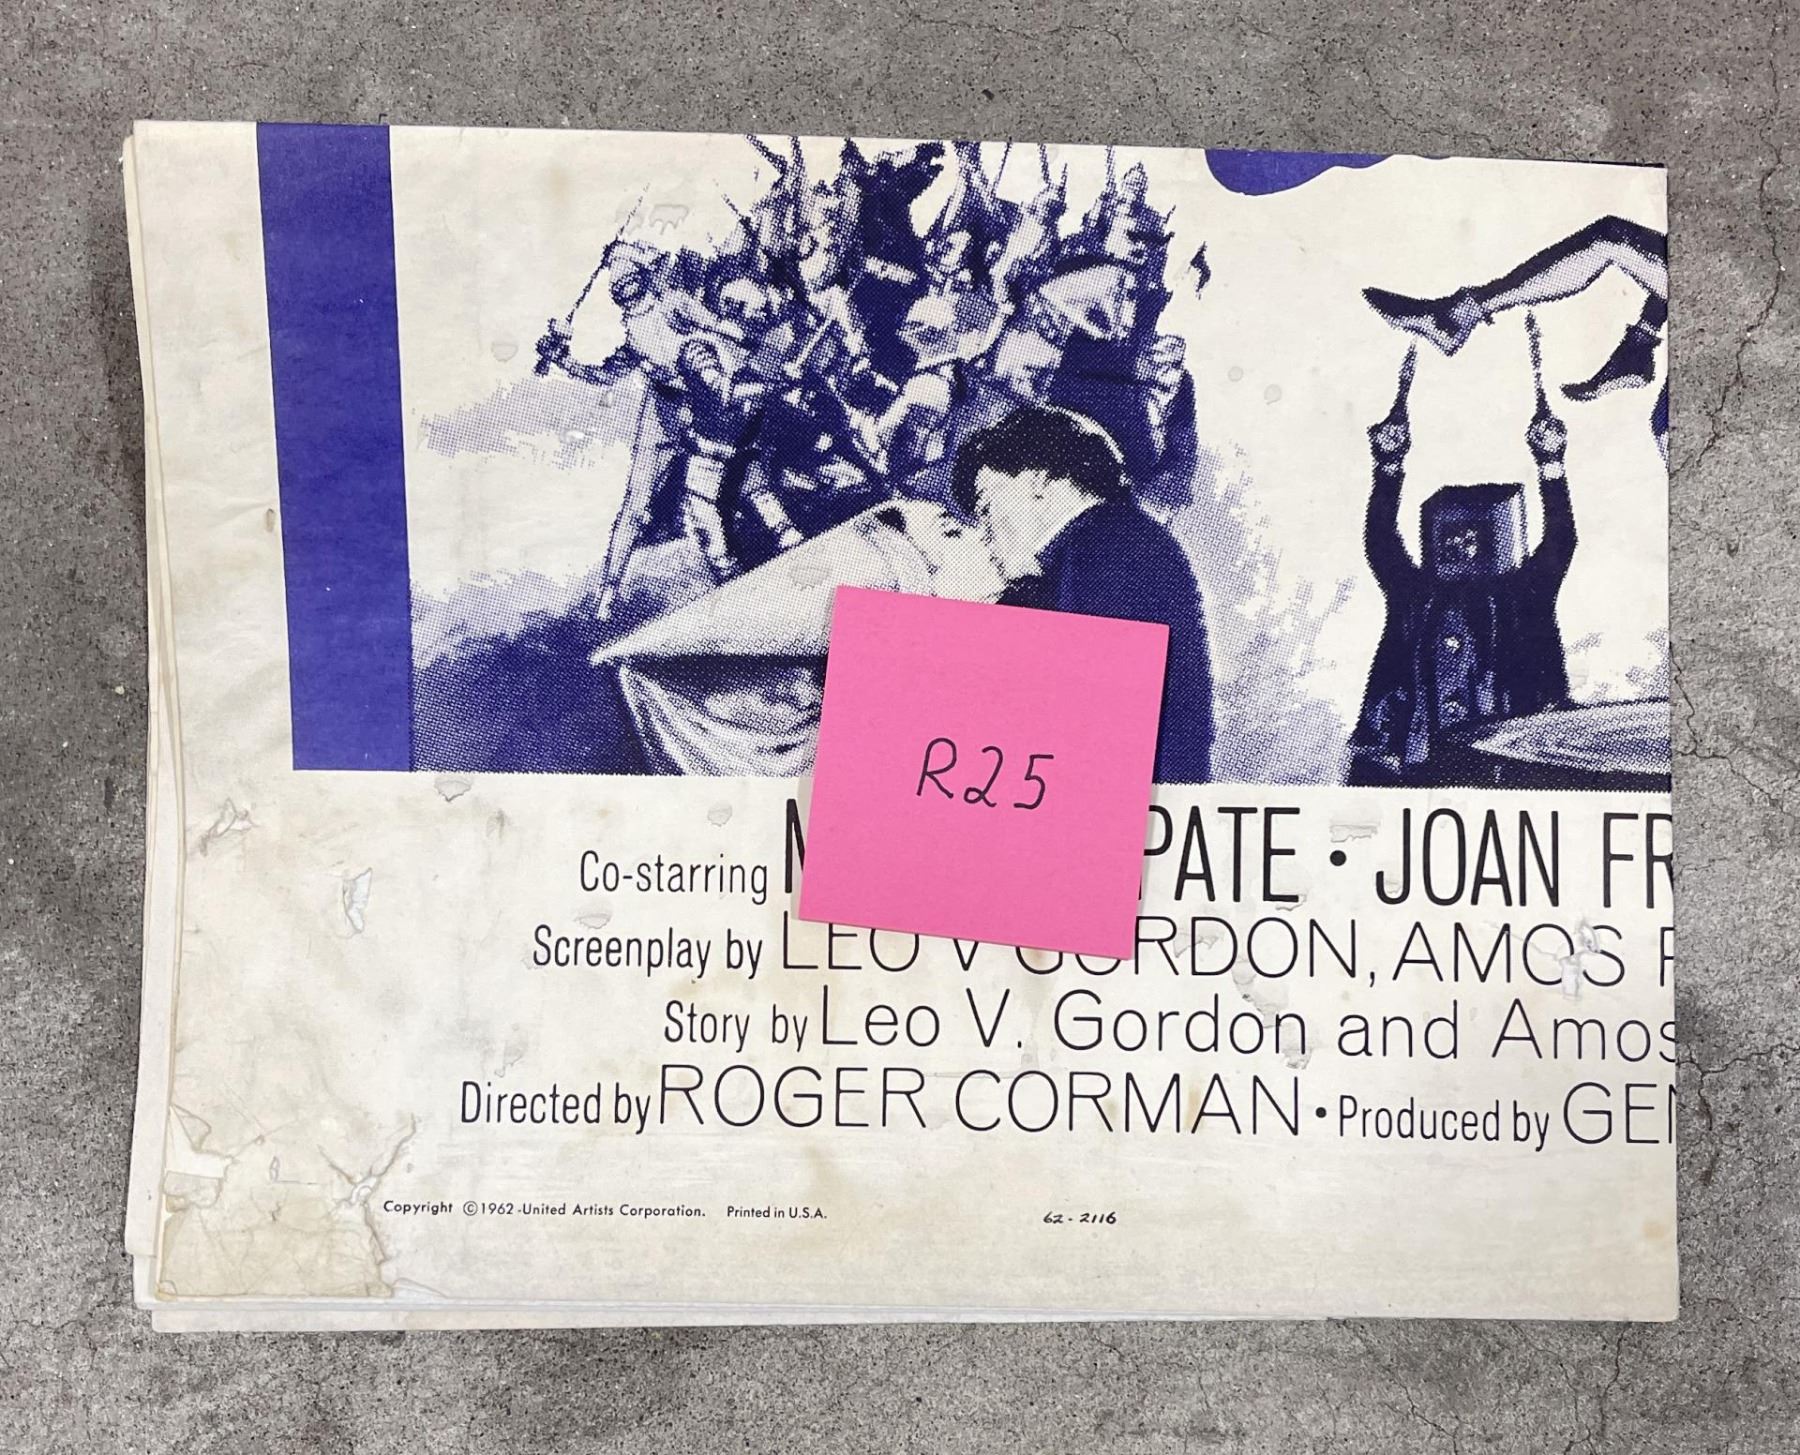 Co-starring PATE • JOAN FR
Screenplay by LEO V GORDON, AMOS
Story by Leo V. Gordon and Amos
Directed by ROGER CORMAN • Produced by GEN
Copyright ©1962-United Artists Corporation. Printed in U.S.A.
62-2116
R25